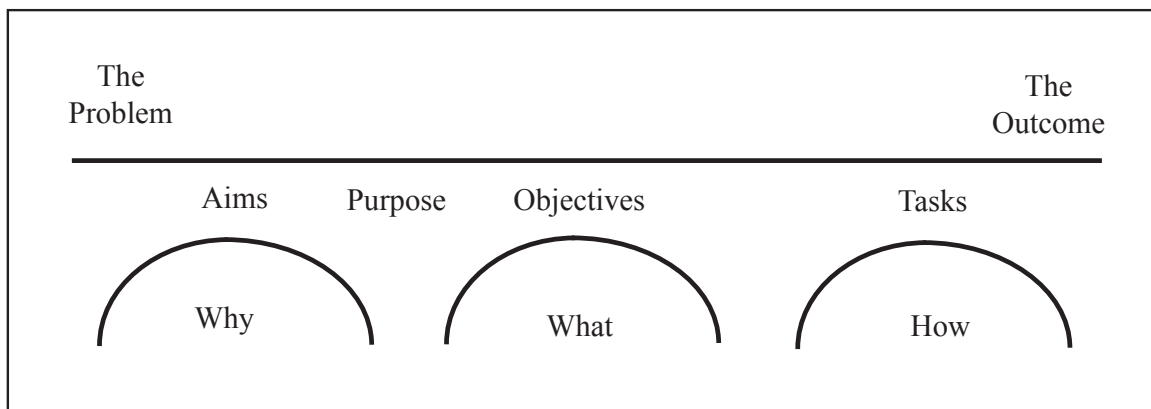 The
Problem
The
Outcome
Aims Purpose Objectives Tasks
Why What How